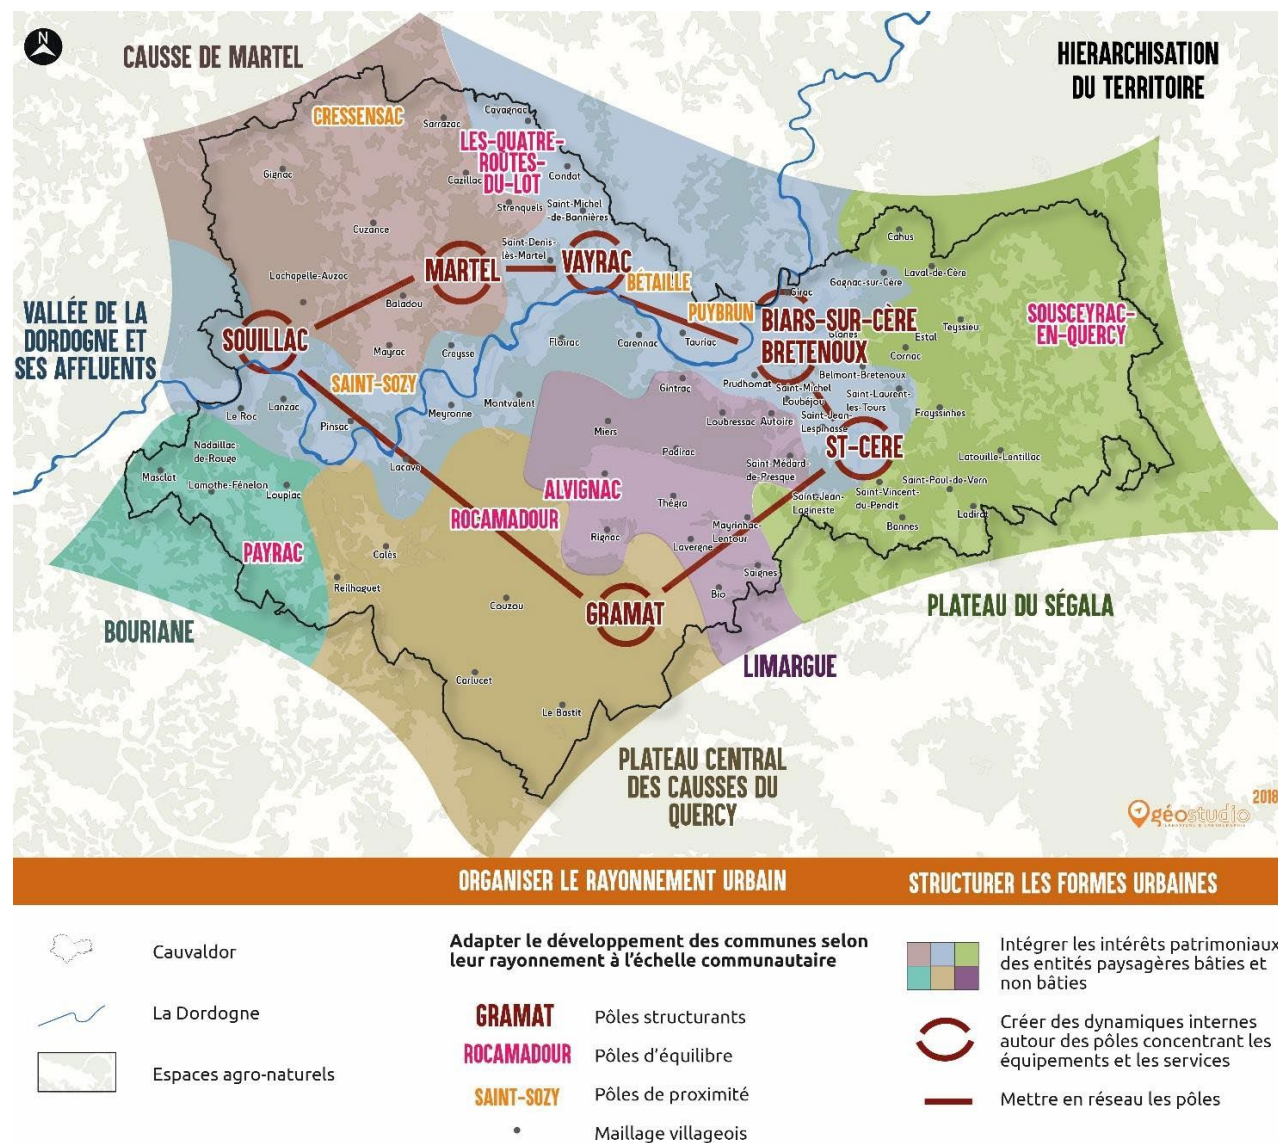 N
CAUSSE DE MARTEL
HIERARCHISATION
DU TERRITOIRE
CRESSENSAC
Sarrazac
Cavagnac
LES-QUATRE-
ROUTES-
DU-LOT
Gignac
Cazillac
Condat
Strenquels
Saint-Michel
-de-Bannières
Cuzance
Saint-Denis
lès-Martel
MARTEL
VAYRAC
BÉTAILLE
Cahus
Laval-de-Cère
Gagnac-sur-Cère
Girac
Lachapelle-Auzac
Baladou
VALLÉE DE LA
DORDOGNE ET
SES AFFLUENTS
SOUILLAC
PUYBRUN
BIARS-SUR-CÈRE
Glanes
BRETENOUX
SOUSCEYRAC-
EN-QUERCY
Teyssieu
Estal
Cornac
Mayrac
Creysse
Floirac
Carennac
Tauriac
SAINT-SOZY
Gintrac
Prudhomat
Belmont-Bretenoux
Saint-Michel
Loubéjou
Saint-Laurent
les-Tours
Le Roc
Lanzac
Pinsac
Meyronne
Montvalent
Miers
Loubressac
Autoire
Saint-Jean-
Lespinasse
Frayssinhes
ST-CERE
Nadaillac
-de-Rouge
Masclat
Lamothe-Fénelon
Loupiac
Lacave
Padirac
Saint-Médard
-de-Presque
Latouille-Lentillac
Saint-Paul-de-Vern
ALVIGNAC
ROCAMADOUR
Thégra
Saint-Jean-
Lagineste
Saint-Vincent-
du-Pendit
Bannes
Ladirat
Mayrinhac-
Lentour
Rignac
Lavergne
PAYRAC
Calès
Reilhaguet
Saignes
Bio
Couzou
GRAMAT
BOURIANE
PLATEAU DU SÉGALA
LIMARGUE
Carlucet
Le Bastit
PLATEAU CENTRAL
DES CAUSSES DU
QUERCY
2018
géostudio
ORGANISER LE RAYONNEMENT URBAIN
STRUCTURER LES FORMES URBAINES
Cauvaldor
La Dordogne
Espaces agro-naturels
Adapter le développement des communes selon
leur rayonnement à l'échelle communautaire
GRAMAT Pôles structurants
ROCAMADOUR Pôles d'équilibre
SAINT-SOZY Pôles de proximité
Maillage villageois
Intégrer les intérêts patrimoniaux
des entités paysagères bâties et
non bâties
Créer des dynamiques internes
autour des pôles concentrant les
équipements et les services
Mettre en réseau les pôles